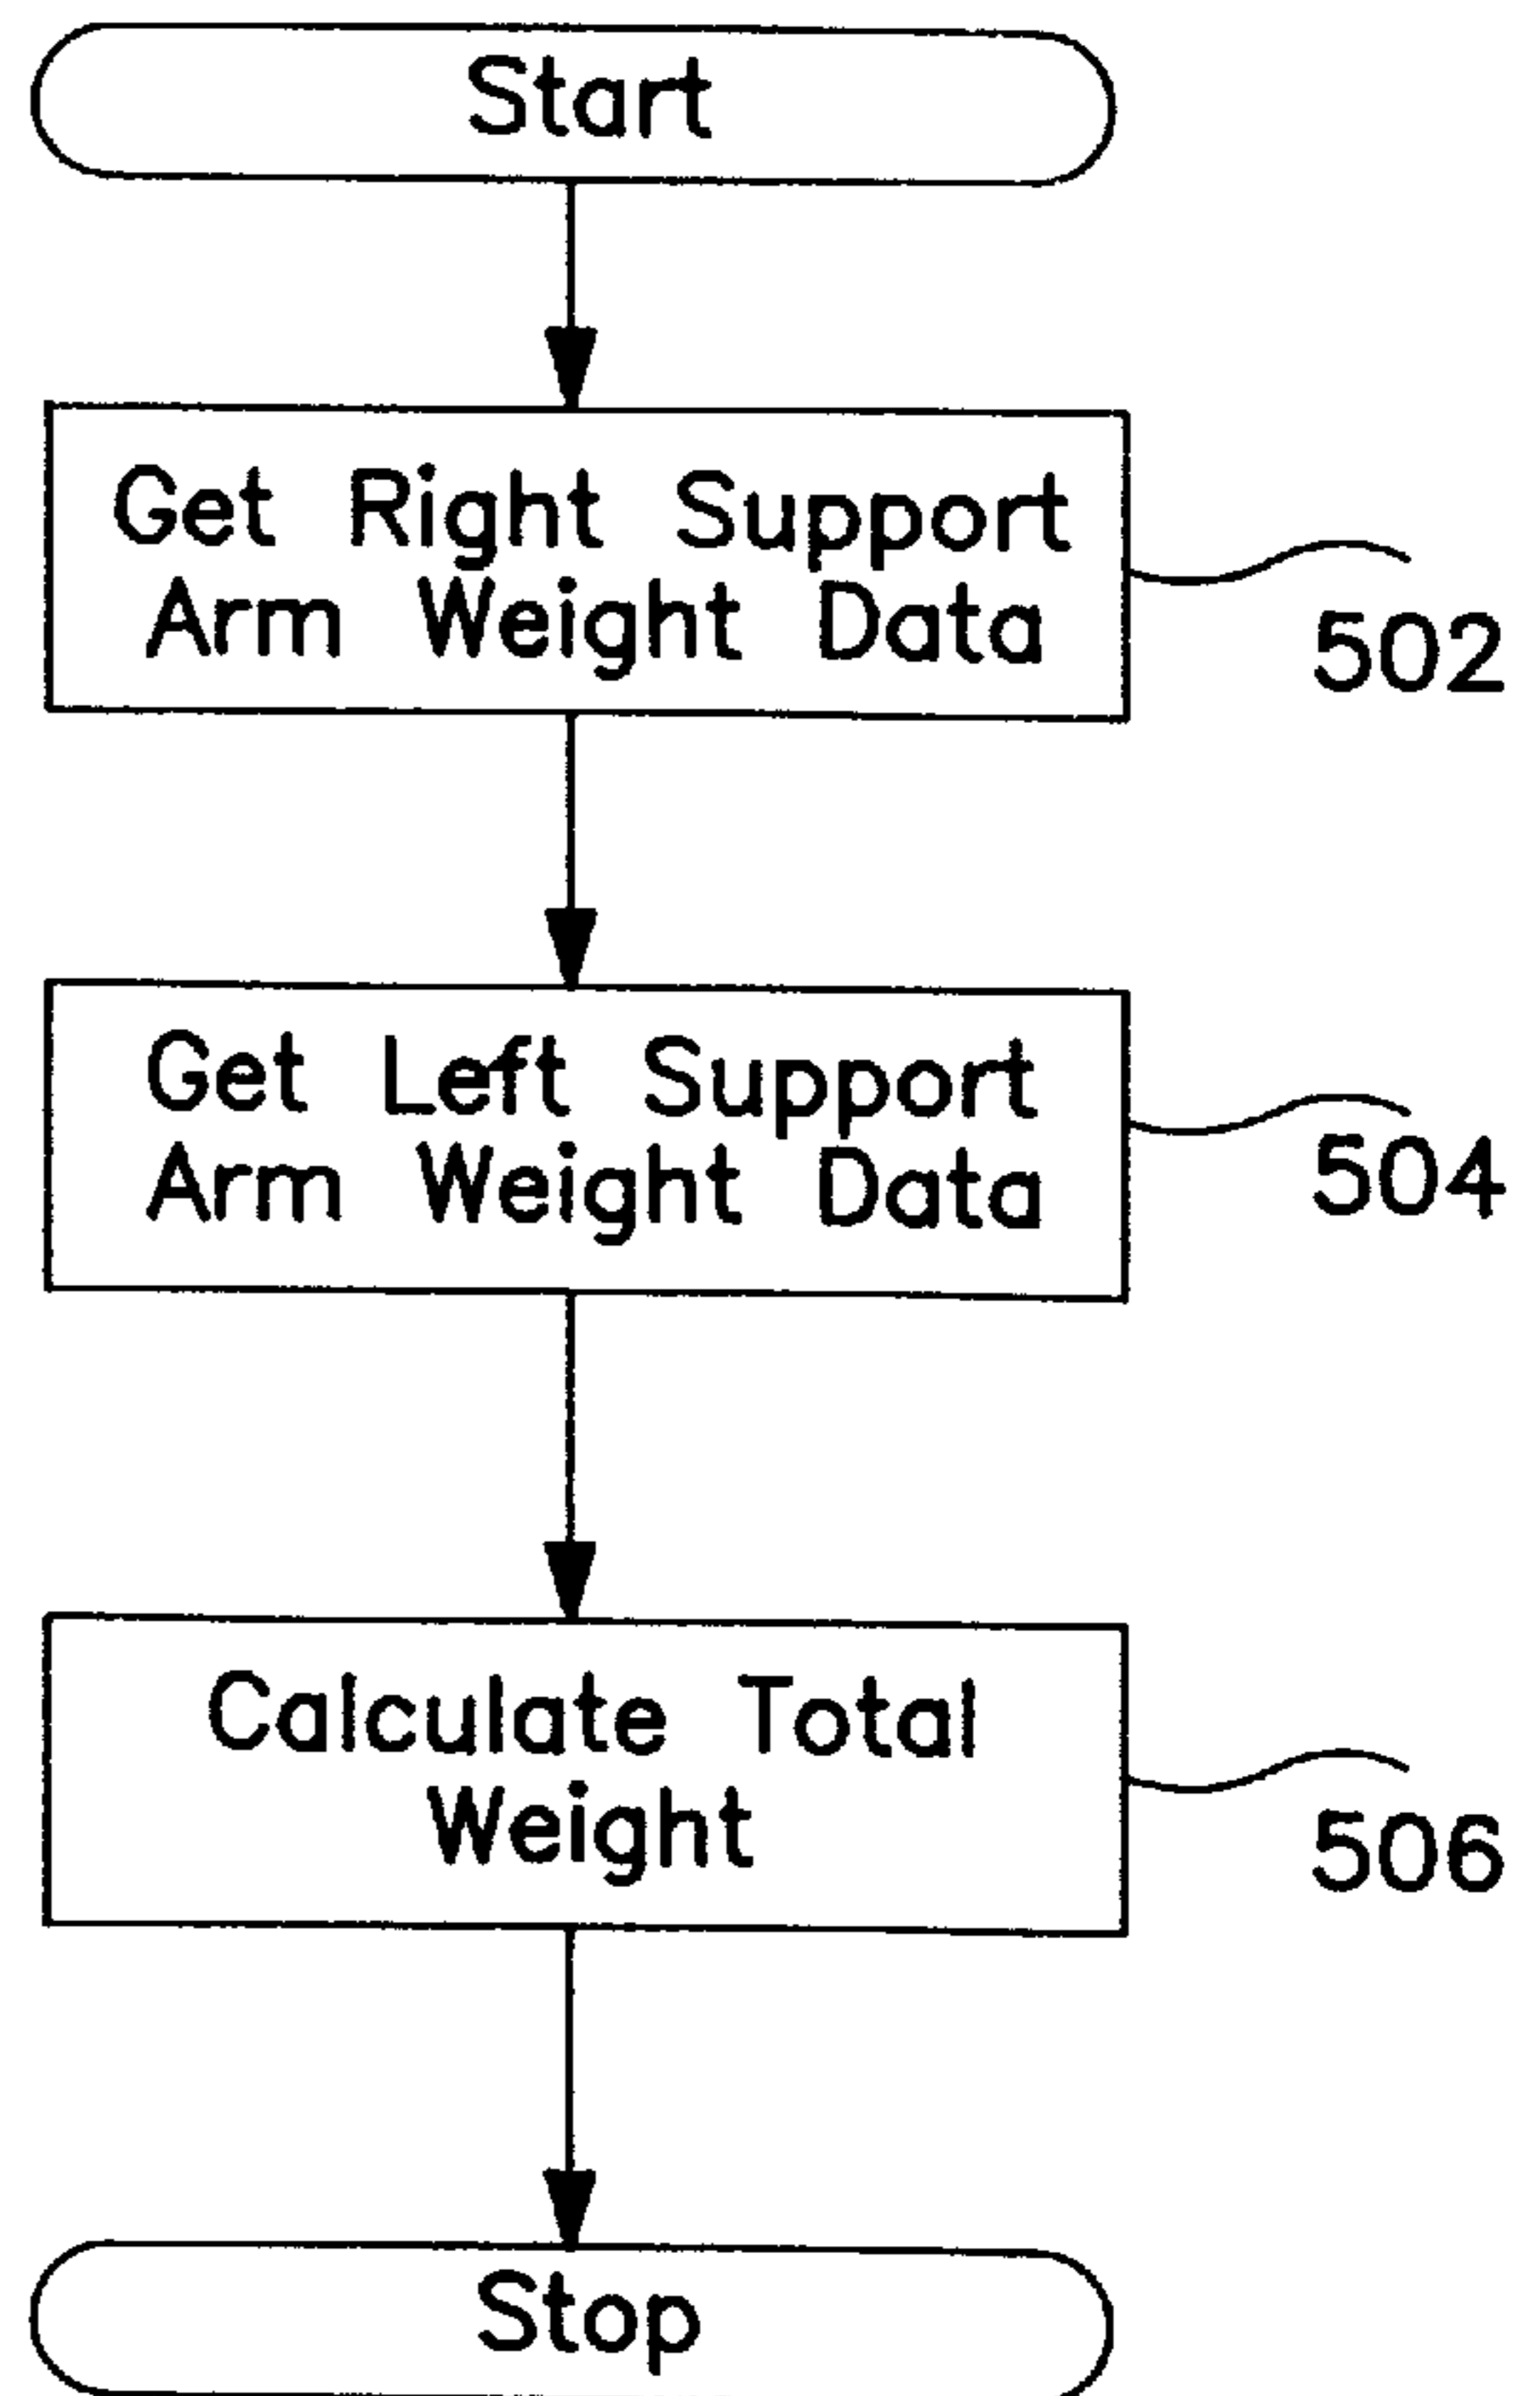 Start
Get Right Support
Arm Weight Data
502
Get Left Support
Arm Weight Data
504
Calculate Total
Weight
506
Stop